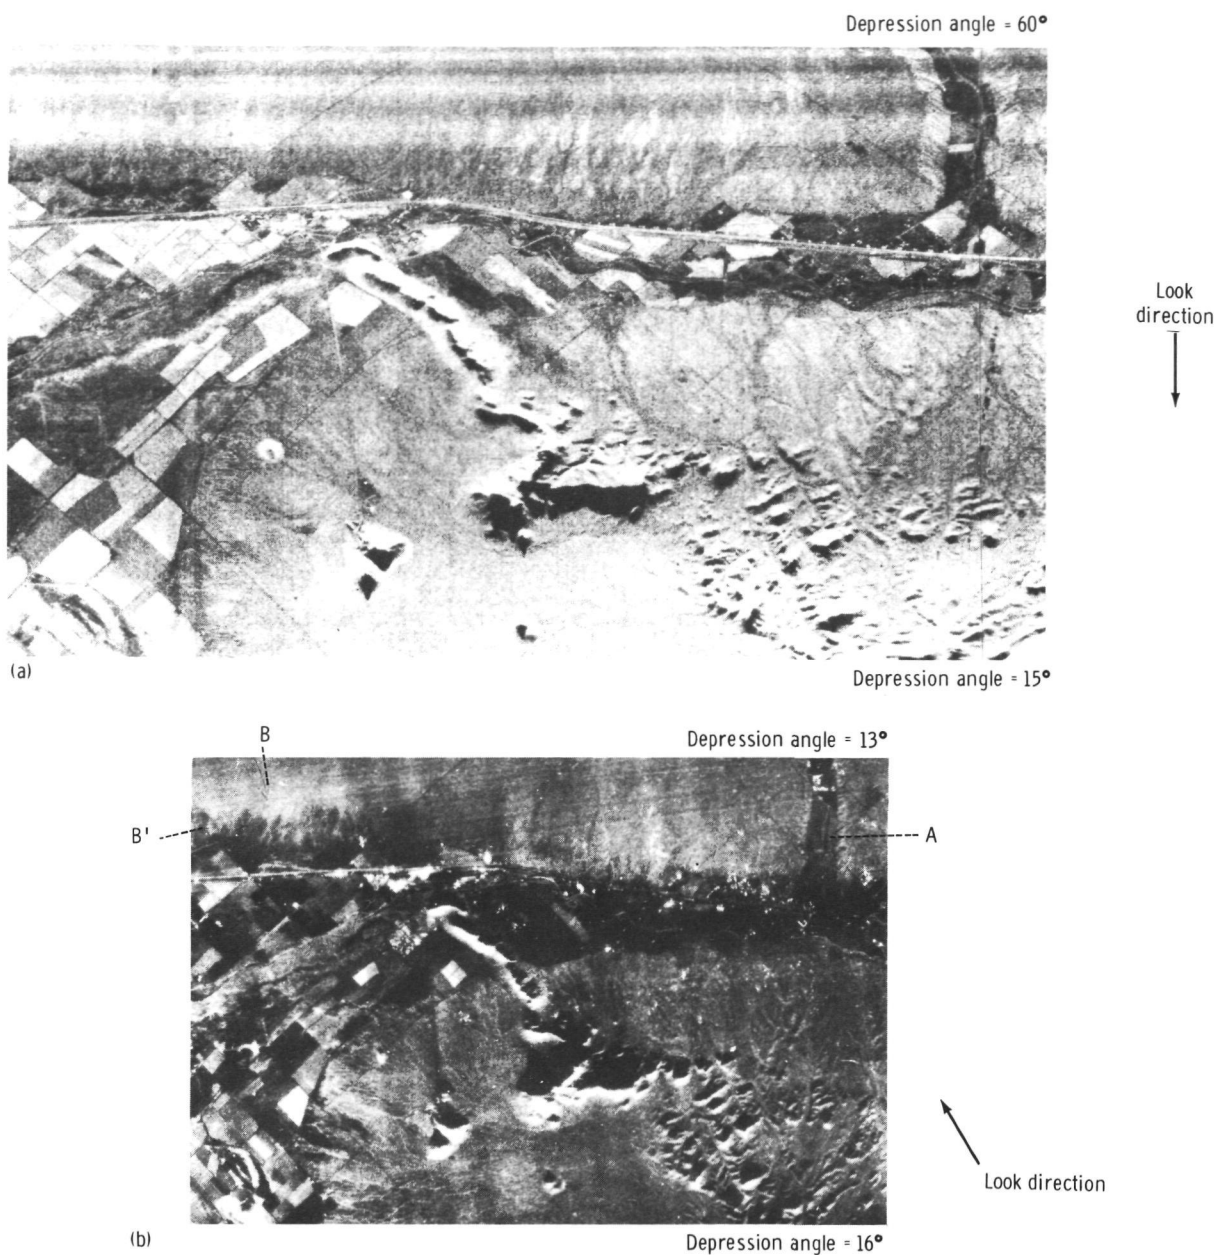 Depression angle = 60°
Look
direction
(a)
Depression angle = 15°
B
Depression angle = 13°
B'
A
Look direction
(b)
Depression angle = 16°